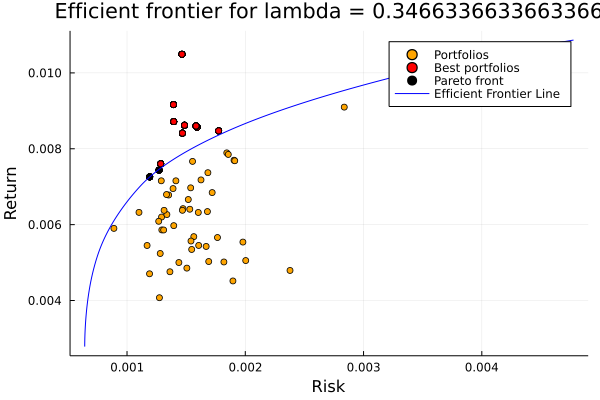 Efficient frontier for lambda = 0.3466336633663366
Return
0.010
0.008
0.006
0.004
Portfolios
Best portfolios
Pareto front
Efficient Frontier Line
0.001
0.002
0.003
0.004
Risk